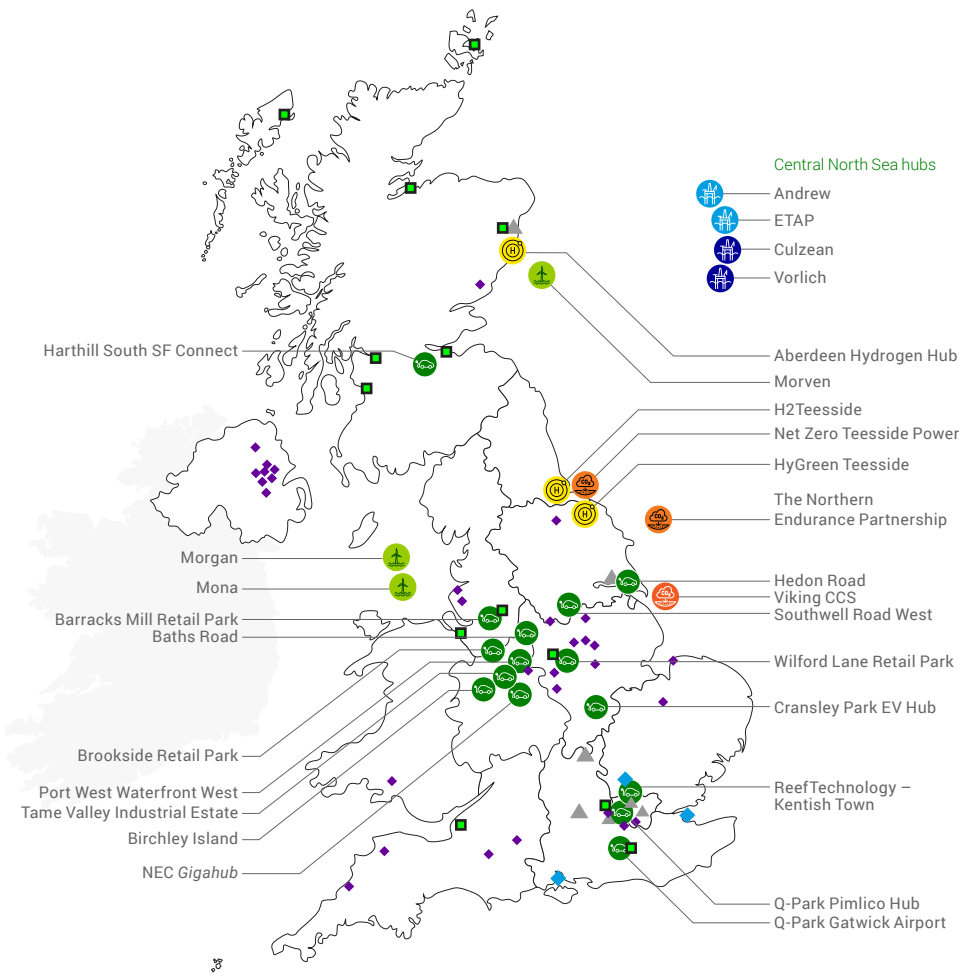 Central North Sea hubs
Andrew
ETAP
Culzean
Vorlich
Harthill South SF Connect
Aberdeen Hydrogen Hub
Morven
H2Teesside
Net Zero Teesside Power
HyGreen Teesside
The Northern
Endurance Partnership
Morgan
Mona
Barracks Mill Retail Park
Baths Road
Hedon Road
Viking CCS
Southwell Road West
Wilford Lane Retail Park
Cransley Park EV Hub
Brookside Retail Park
Port West Waterfront West
Tame Valley Industrial Estate
Birchley Island
NEC Gigahub
ReefTechnology –
Kentish Town
Q-Park Pimlico Hub
Q-Park Gatwick Airport
H
H
H
CO2
CO2
CO2